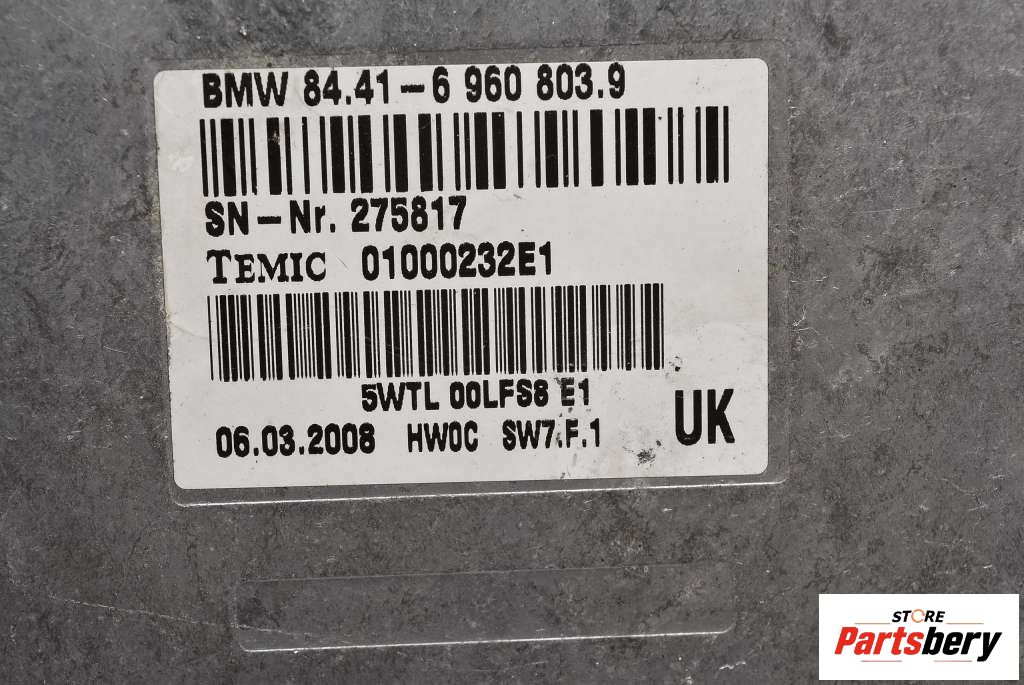 BMW 84.41-6 960 803.9
SN-Nr. 275817
TEMIC 01000232E1
5WTL 00LFS8 E1
06.03.2008 HW0C SW7.F.1 UK
STORE
Partsbery